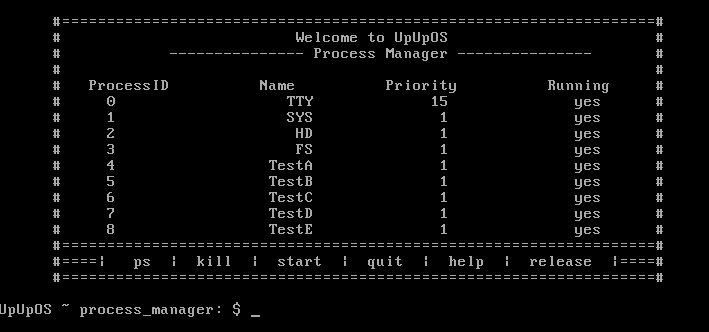 #==================================================================#
# Welcome to UpUpOS #
# --------------- Process Manager --------------- #
# #
# ProcessID Name Priority Running #
# 0 TTY 15 yes #
# 1 SYS 1 yes #
# 2 HD 1 yes #
# 3 FS 1 yes #
# 4 TestA 1 yes #
# 5 TestB 1 yes #
# 6 TestC 1 yes #
# 7 TestD 1 yes #
# 8 TestE 1 yes #
#==================================================================#
#====¦ ps ¦ kill ¦ start ¦ quit ¦ help ¦ release ¦====#
#==================================================================#
UpUpOS ~ process_manager: $ _